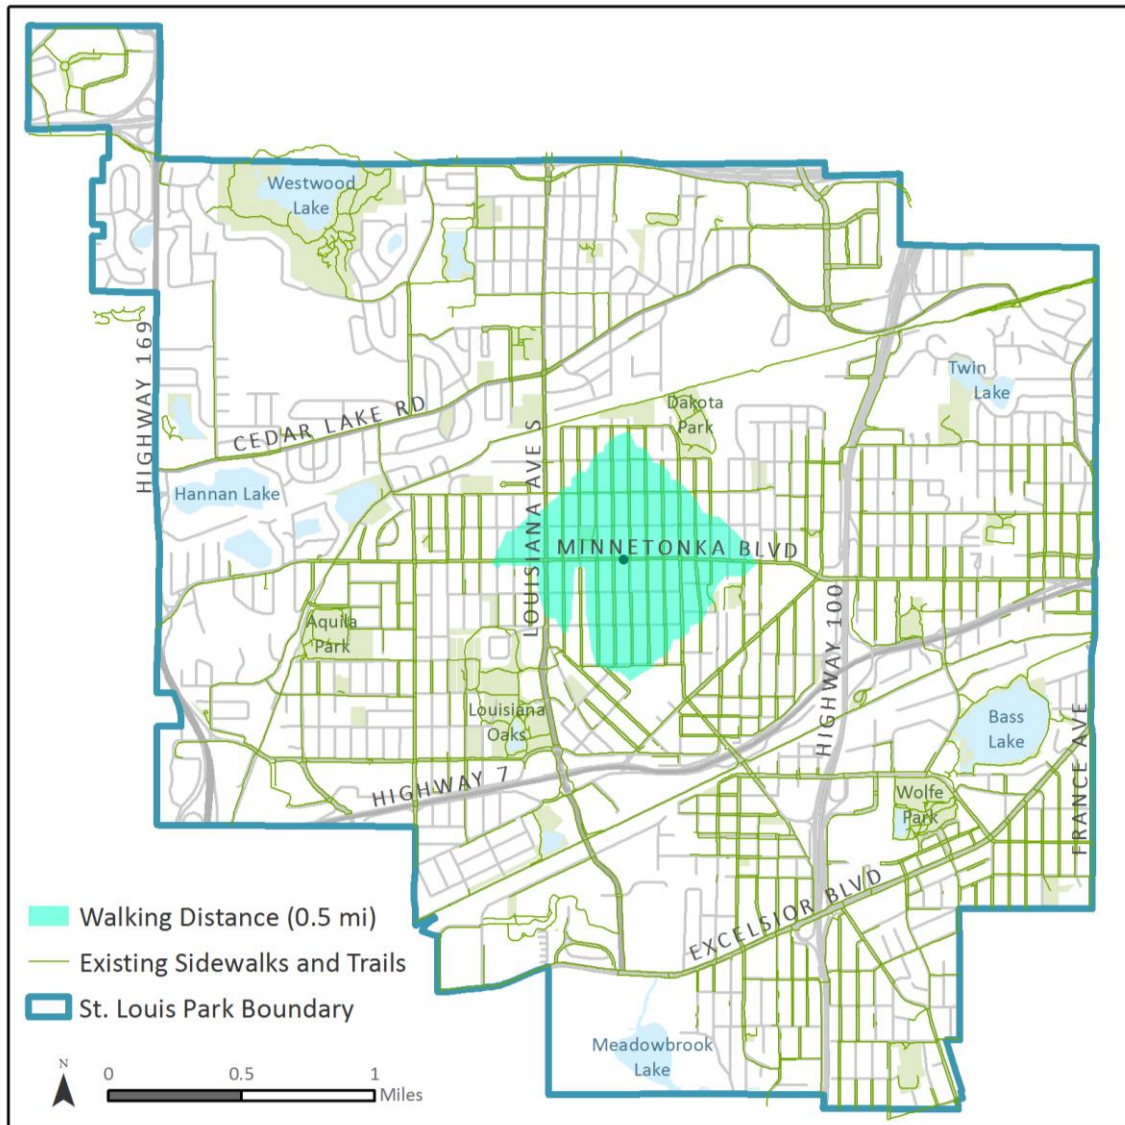 Westwood
Lake
HIGHWAY 169
CEDAR LAKE RD
Hannan Lake
LOUISIANA AVE S
Dakota
Park
Twin
Lake
MINNETONKA BLVD
HIGHWAY 100
Aquila
Park
Louisiana
Oaks
HIGHWAY 7
Bass
Lake
FRANCE AVE
Wolfe
Park
EXCELSIOR BLVD
Meadowbrook
Lake
Walking Distance (0.5 mi)
Existing Sidewalks and Trails
St. Louis Park Boundary
N
0 0.5 1
Miles